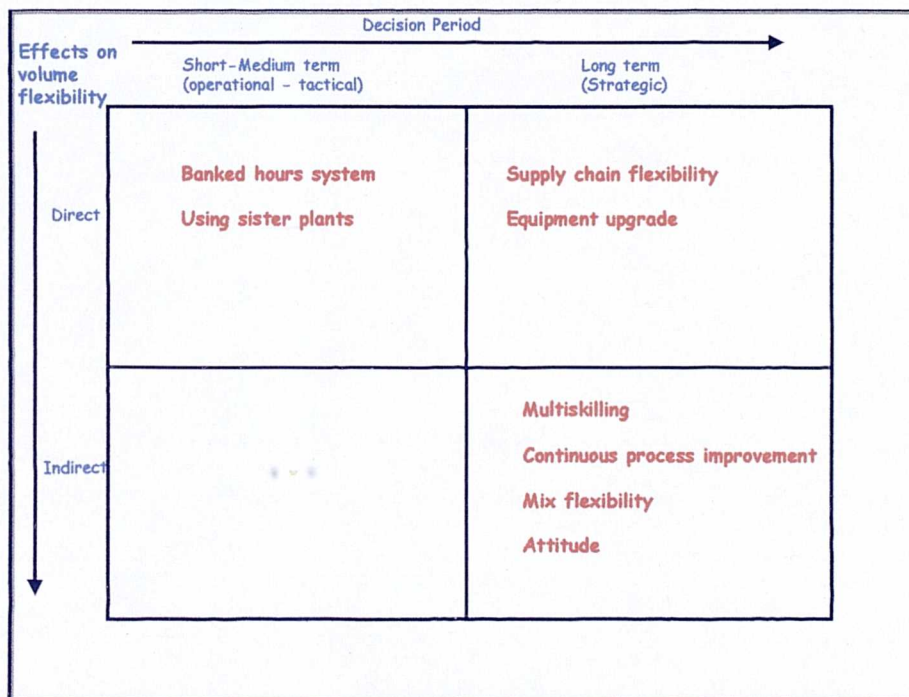 Decision Period
Effects on
volume
flexibility
Short-Medium term
(operational - tactical)
Long term
(Strategic)
Direct
Banked hours system
Using sister plants
Supply chain flexibility
Equipment upgrade
Indirect
Multiskilling
Continuous process improvement
Mix flexibility
Attitude